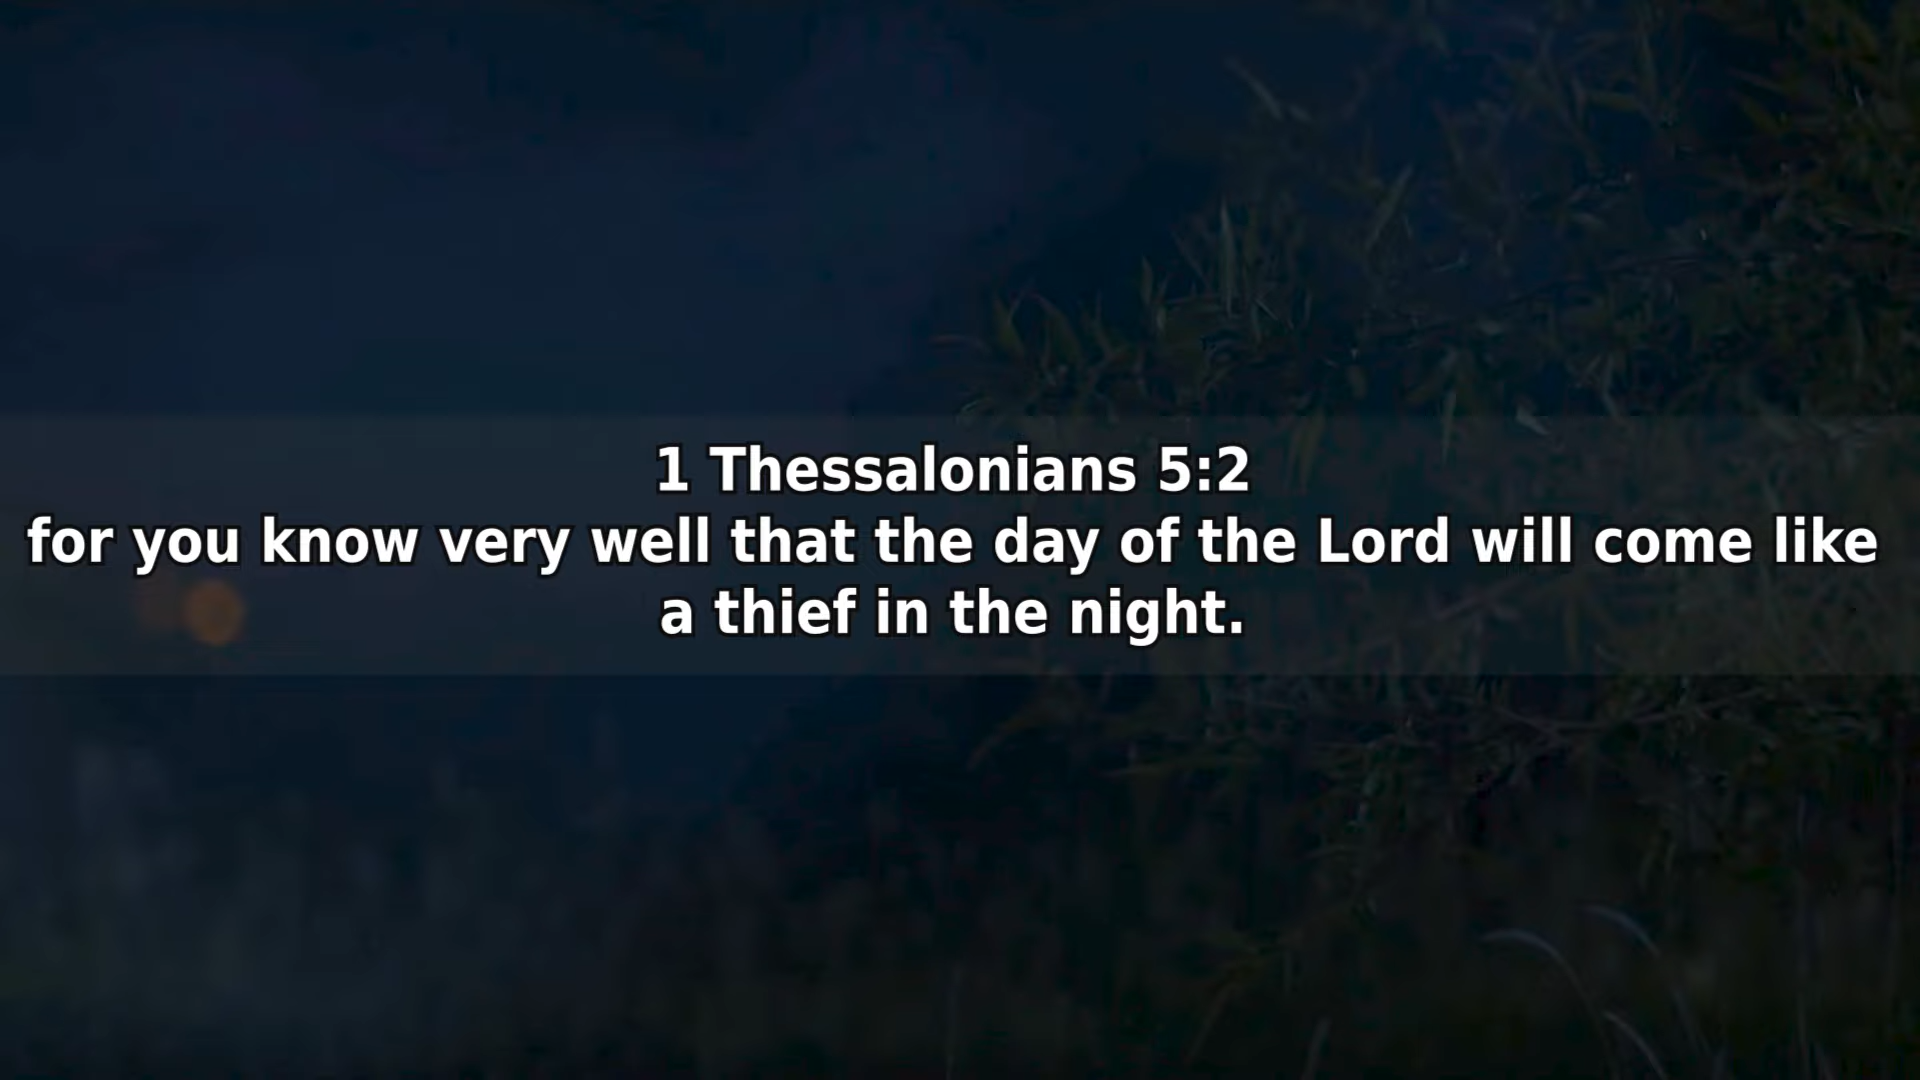 1 Thessalonians 5:2
for you know very well that the day of the Lord will come like
a thief in the night.